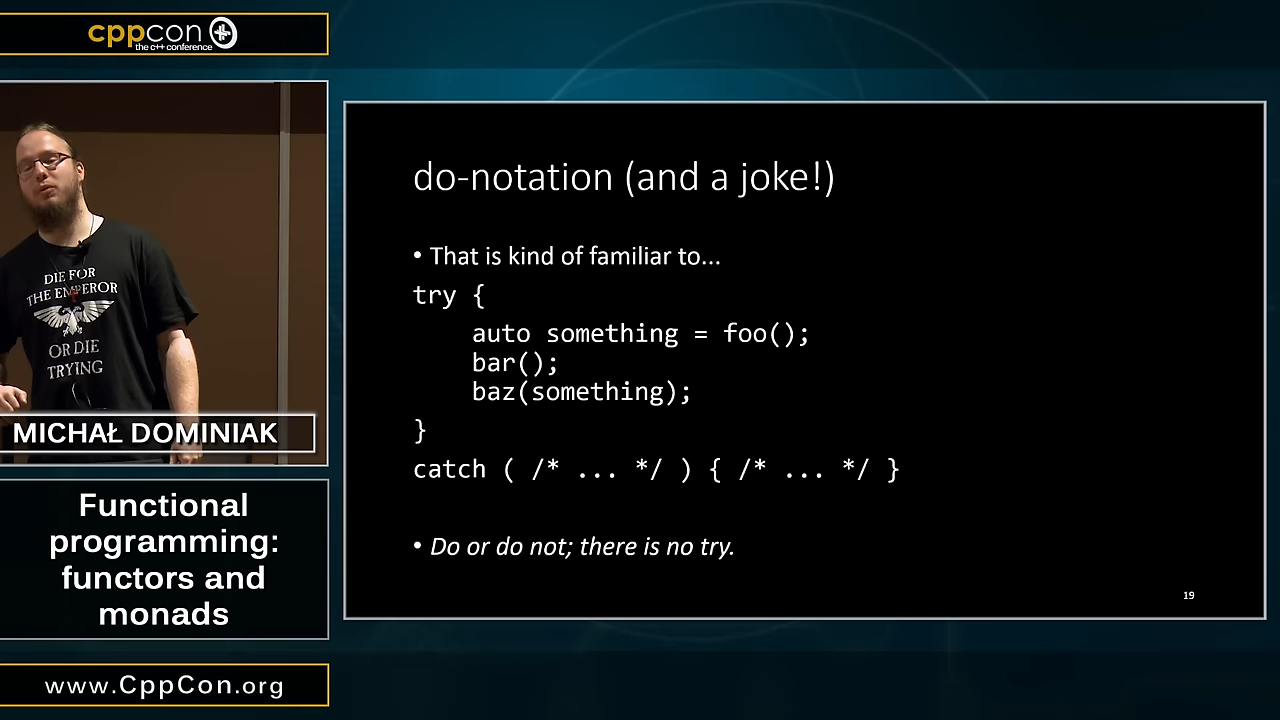 cppcon
the c++ conference
DIE FOR
THE EMPEROR
OR DIE
TRYING
MICHAŁ DOMINIAK
Functional
programming:
functors and
monads
www.CppCon.org
do-notation (and a joke!)
• That is kind of familiar to...
try {
    auto something = foo();
    bar();
    baz(something);
}
catch ( /* ... */ ) { /* ... */ }
• Do or do not; there is no try.
19